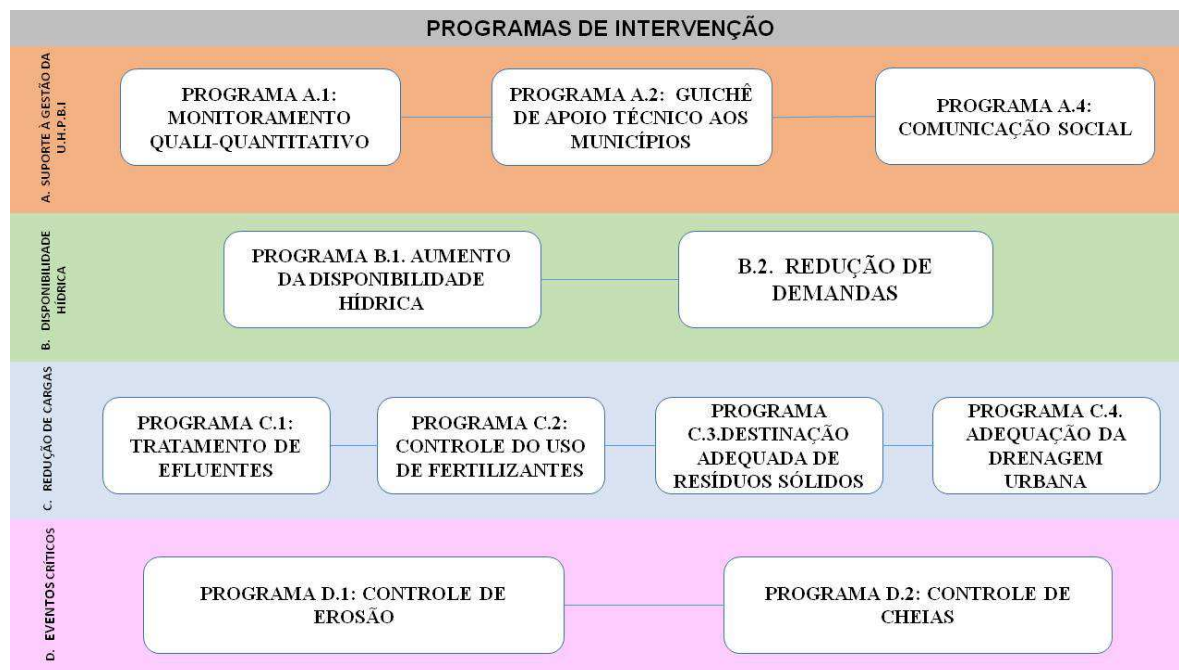 PROGRAMAS DE INTERVENÇÃO
A. SUPORTE À GESTÃO DA
U.H.P.B.I
PROGRAMA A.1:
MONITORAMENTO
QUALI-QUANTITATIVO
PROGRAMA A.2: GUICHÊ
DE APOIO TÉCNICO AOS
MUNICÍPIOS
PROGRAMA A.4:
COMUNICAÇÃO SOCIAL
B. DISPONIBILIDADE
HÍDRICA
PROGRAMA B.1. AUMENTO
DA DISPONIBILIDADE
HÍDRICA
B.2. REDUÇÃO DE
DEMANDAS
C. REDUÇÃO DE CARGAS
PROGRAMA C.1:
TRATAMENTO DE
EFLUENTES
PROGRAMA C.2:
CONTROLE DO USO
DE FERTILIZANTES
PROGRAMA
C.3.DESTINAÇÃO
ADEQUADA DE
RESÍDUOS SÓLIDOS
PROGRAMA C.4.
ADEQUAÇÃO DA
DRENAGEM
URBANA
D. EVENTOS CRÍTICOS
PROGRAMA D.1: CONTROLE DE
EROSÃO
PROGRAMA D.2: CONTROLE DE
CHEIAS